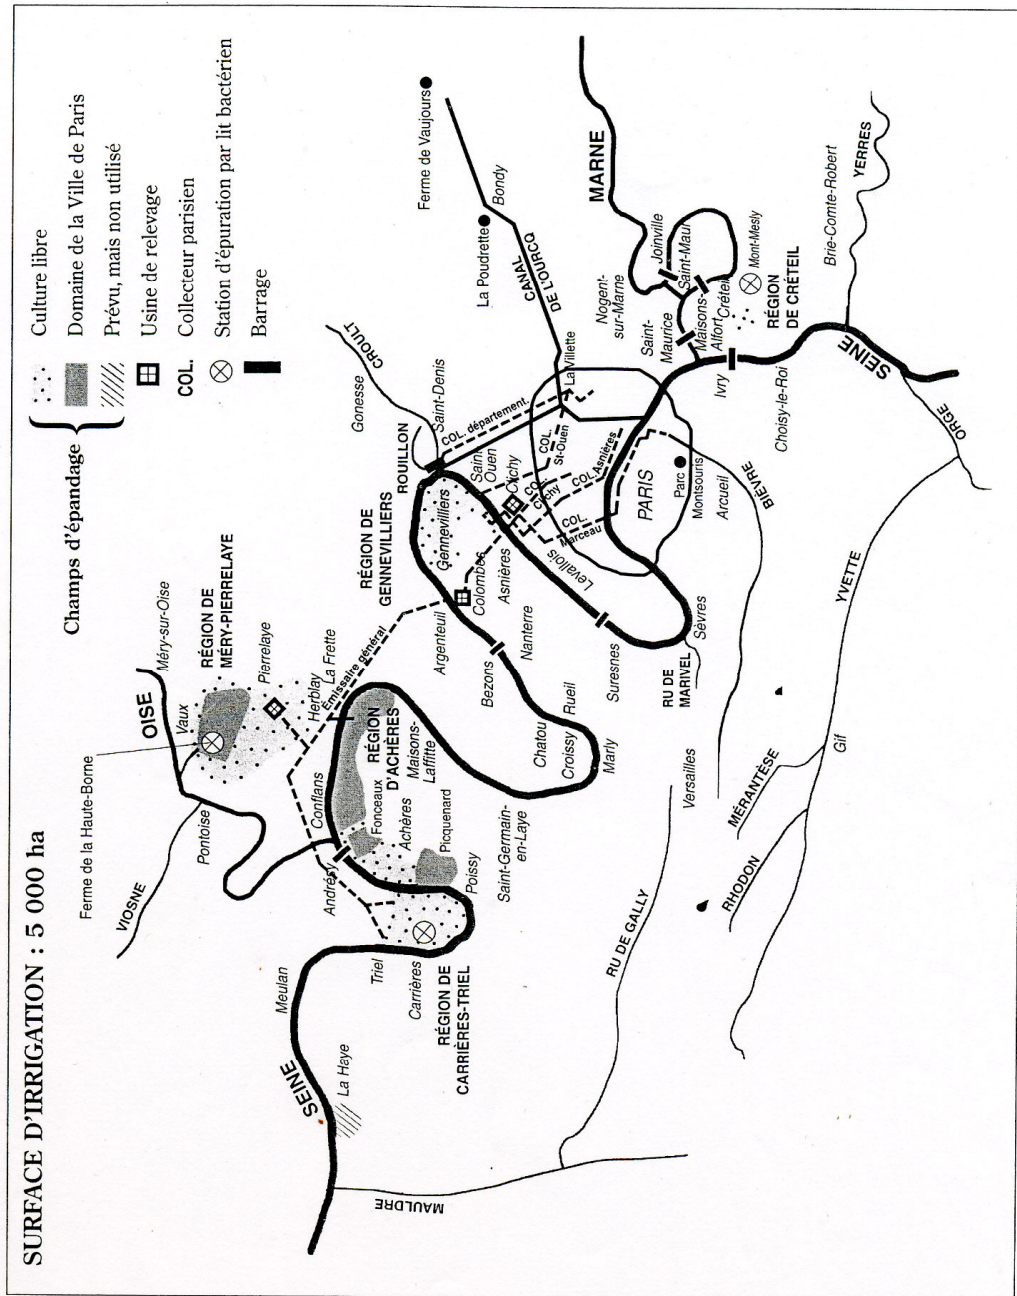 SURFACE D'IRRIGATION : 5 000 ha
Champs d'épandage
Culture libre
Domaine de la Ville de Paris
Prévu, mais non utilisé
Usine de relevage
COL.
Collecteur parisien
Station d'épuration par lit bactérien
Barrage
Ferme de la Haute-Borne
OISE
Méry-sur-Oise
VIOSNE
Pontoise
Vaux
RÉGION DE
MÉRY-PIERRELAYE
Pierrelaye
Herblay
La Frette
Émissaire général
Conflans
Andrésy
RÉGION
D'ACHÈRES
Fonceaux
Achères
Maisons-
Laffitte
Picquenard
Poissy
Saint-Germain-
en-Laye
Meulan
Triel
Carrières
RÉGION DE
CARRIÈRES-TRIEL
SEINE
La Haye
MAULDRE
RU DE GALLY
RÉGION DE
GENNEVILLIERS
Gennevilliers
Argenteuil
Colombes
Asnières
Bezons
Nanterre
Chatou
Croissy
Rueil
Marly
Levallois
Suresnes
Sèvres
RU DE
MARIVEL
Versailles
ROUILLON
CROULT
Gonesse
Saint-Denis
Saint-
Ouen
Clichy
COL. département.
COL.
St-Ouen
COL.
Clichy
COL. Asnières
COL.
Marceau
La Villette
PARIS
Parc
Montsouris
Arcueil
BIÈVRE
Ferme de Vaujours
La Poudrette
Bondy
CANAL
DE L'OURCQ
MARNE
Nogent-
sur-Marne
Joinville
Saint-
Maurice
Saint-Maur
Maisons-
Alfort
Créteil
Mont-Mesly
RÉGION
DE CRÉTEIL
Ivry
Choisy-le-Roi
SEINE
Brie-Comte-Robert
YERRES
ORGE
YVETTE
Gif
MÉRANTÈSE
RHODON